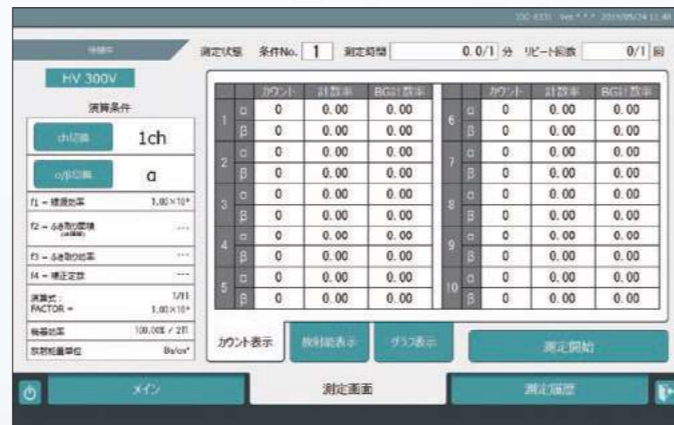 2019/05/24 11:48
待機中
測定状態 条件No. 1 測定時間 0.0/1 分 リピート回数 0/1 回
HV 300V
演算条件
ch切換 1ch
α/β切換 α
f1 = 線源効率
f2 = ふき取り面積 ---
f3 = ふき取り効率 ---
f4 = 補正定数 ---
演算式: 1/f1
FACTOR =
機器効率 100.00% / 2π
放射能量単位
カウント 計数率 BG計数率 カウント 計数率 BG計数率
1 α 0 0.00 0.00 6 α 0 0.00 0.00
β 0 0.00 0.00 β 0 0.00 0.00
2 α 0 0.00 0.00 7 α 0 0.00 0.00
β 0 0.00 0.00 β 0 0.00 0.00
3 α 0 0.00 0.00 8 α 0 0.00 0.00
β 0 0.00 0.00 β 0 0.00 0.00
4 α 0 0.00 0.00 9 α 0 0.00 0.00
β 0 0.00 0.00 β 0 0.00 0.00
5 α 0 0.00 0.00 10 α 0 0.00 0.00
β 0 0.00 0.00 β 0 0.00 0.00
カウント表示 放射能表示 グラフ表示 測定開始
メイン 測定画面 測定履歴